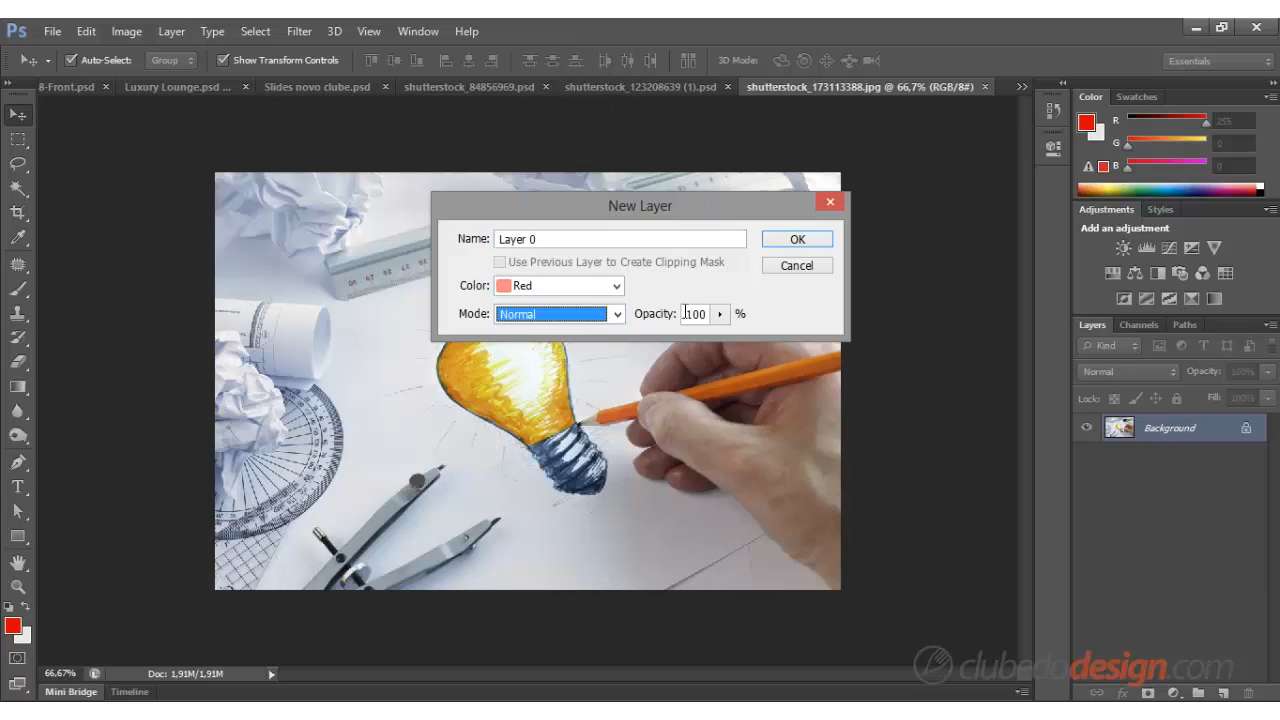 Ps File Edit Image Layer Type Select Filter 3D View Window Help
Auto-Select: Group Show Transform Controls 3D Mode: Essentials
8-Front.psd × Luxury Lounge.psd ... × Slides novo clube.psd × shutterstock_84856969.psd × shutterstock_123208639 (1).psd × shutterstock_173113388.jpg @ 66,7% (RGB/8#) ×
Color Swatches
R 255
G 0
B 0
New Layer
Name: Layer 0 OK
Use Previous Layer to Create Clipping Mask Cancel
Color: Red
Mode: Normal Opacity: 100 %
Adjustments Styles
Add an adjustment
Layers Channels Paths
Kind
Normal Opacity: 100%
Lock: Fill: 100%
Background
66,67% Doc: 1,91M/1,91M
Mini Bridge Timeline
clubedodesign.com